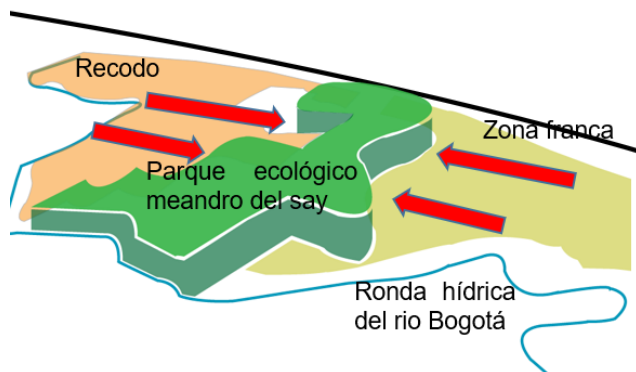 Recodo
Zona franca
Parque ecológico
meandro del say
Ronda hídrica
del rio Bogotá